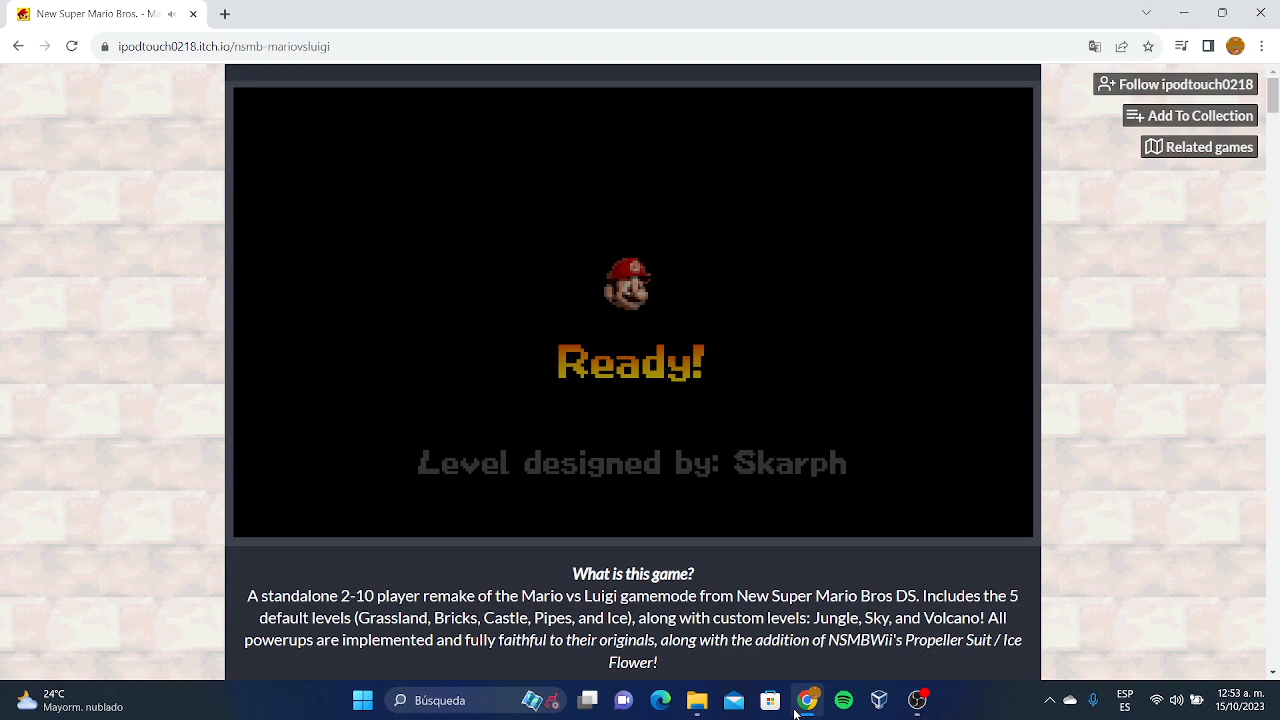 New Super Mario Bros. - Ma
ipodtouch0218.itch.io/nsmb-mariovsluigi
Follow ipodtouch0218
Add To Collection
Related games
Ready!
Level designed by: Skarph
What is this game?
A standalone 2-10 player remake of the Mario vs Luigi gamemode from New Super Mario Bros DS. Includes the 5
default levels (Grassland, Bricks, Castle, Pipes, and Ice), along with custom levels: Jungle, Sky, and Volcano! All
powerups are implemented and fully faithful to their originals, along with the addition of NSMBWii's Propeller Suit / Ice
Flower!
24°C
Mayorm. nublado
Búsqueda
ESP
ES
12:53 a. m.
15/10/2023